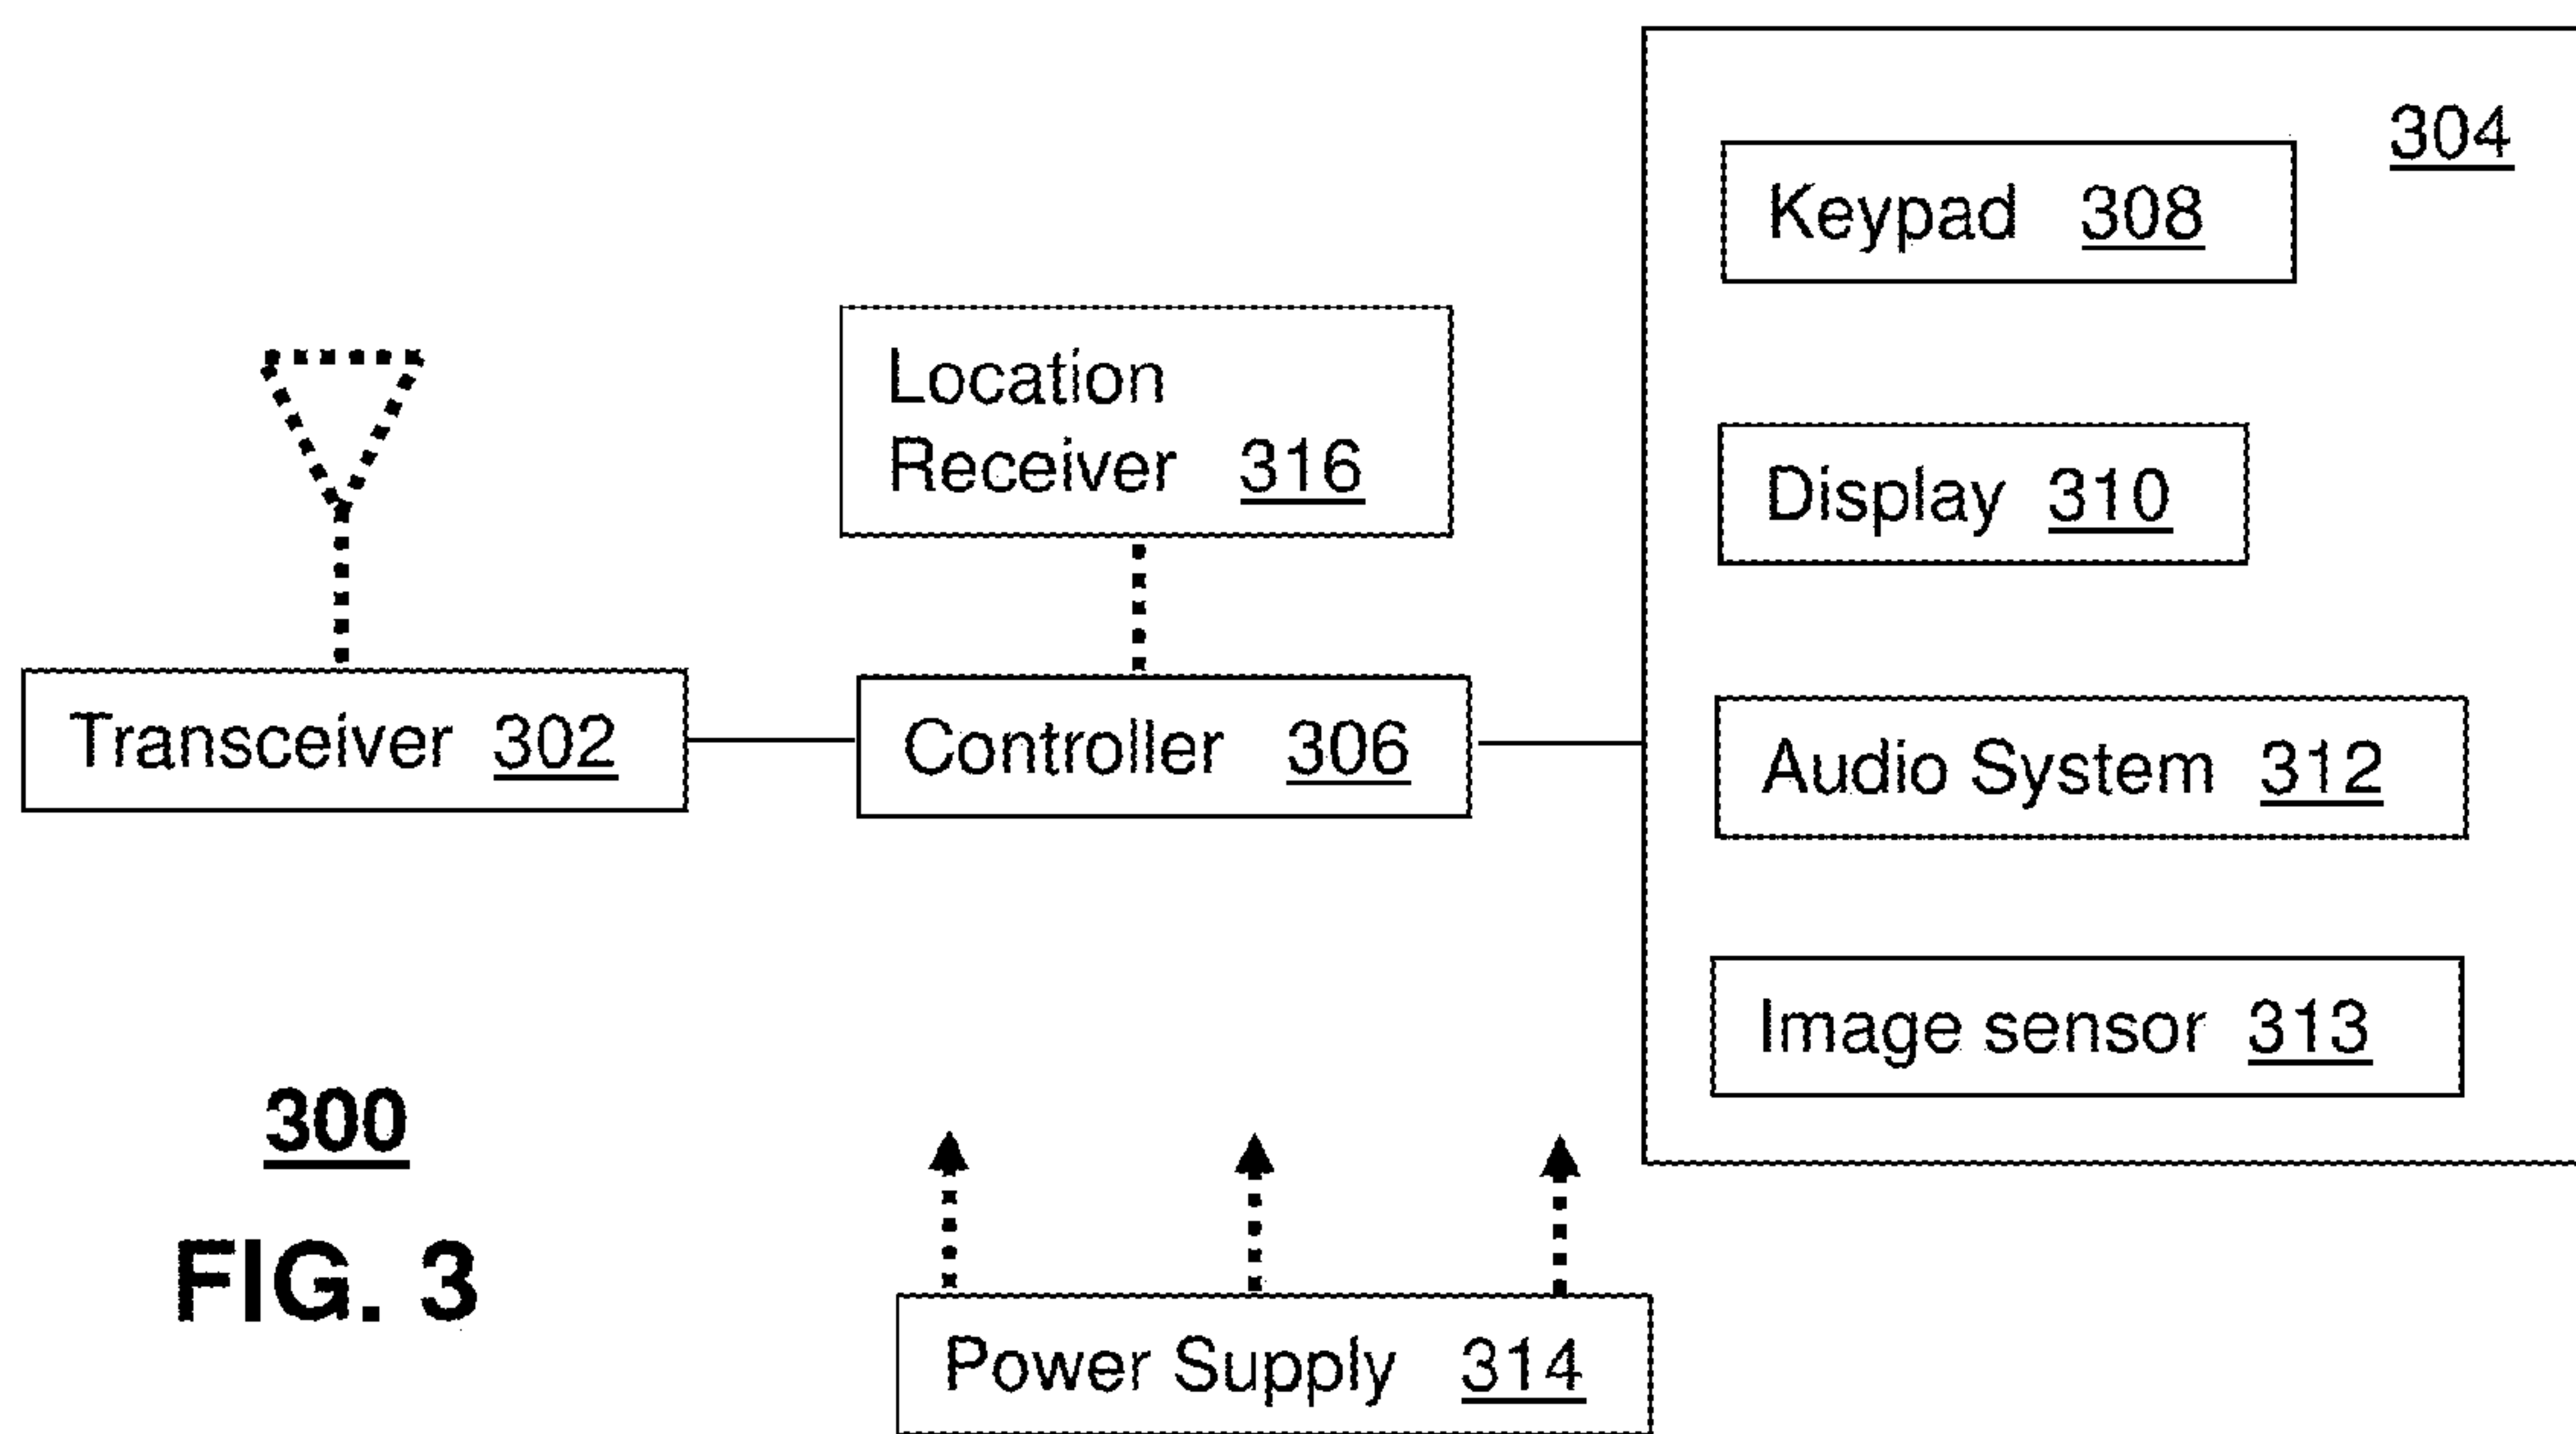 304
Keypad 308
Location
Receiver 316
Display 310
Transceiver 302
Controller 306
Audio System 312
Image sensor 313
300
FIG. 3
Power Supply 314